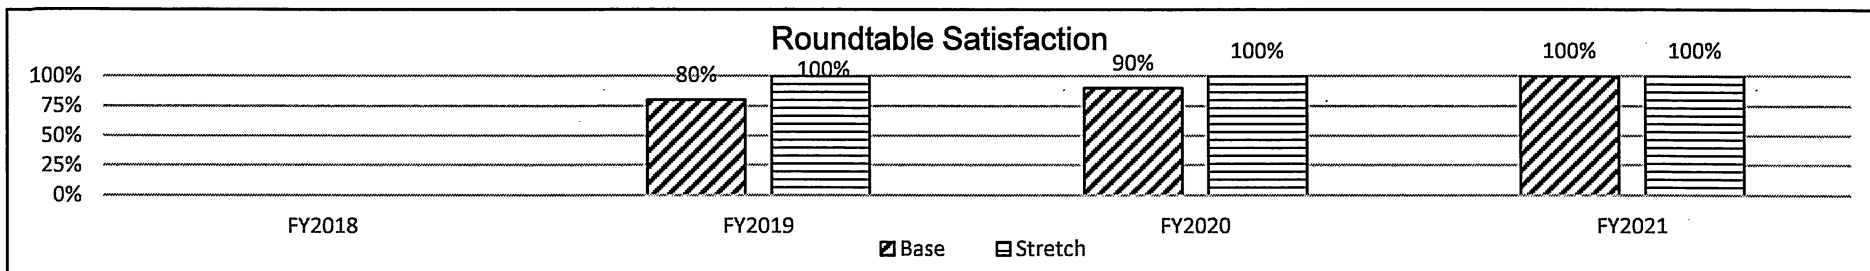 Roundtable Satisfaction
80% 100% 90% 100% 100% 100%
100%
75%
50%
25%
0%
FY2018 FY2019 FY2020 FY2021
Base Stretch